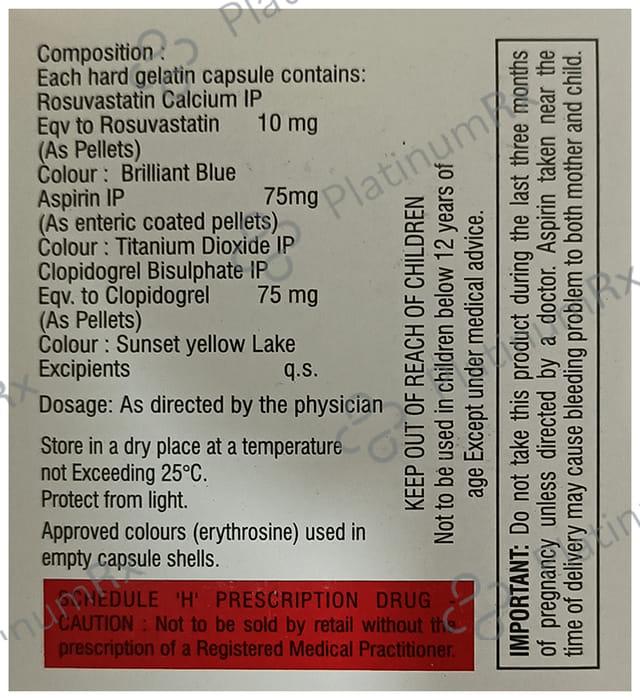 Composition :
Each hard gelatin capsule contains:
Rosuvastatin Calcium IP
Eqv to Rosuvastatin 10 mg
(As Pellets)
Colour : Brilliant Blue
Aspirin IP 75mg
(As enteric coated pellets)
Colour : Titanium Dioxide IP
Clopidogrel Bisulphate IP
Eqv. to Clopidogrel 75 mg
(As Pellets)
Colour : Sunset yellow Lake
Excipients q.s.
Dosage: As directed by the physician
Store in a dry place at a temperature
not Exceeding 25°C.
Protect from light.
Approved colours (erythrosine) used in
empty capsule shells.
SCHEDULE 'H' PRESCRIPTION DRUG
CAUTION : Not to be sold by retail without the
prescription of a Registered Medical Practitioner.
KEEP OUT OF REACH OF CHILDREN
Not to be used in children below 12 years of
age Except under medical advice.
IMPORTANT: Do not take this product during the last three months
of pregnancy unless directed by a doctor. Aspirin taken near the
time of delivery may cause bleeding problem to both mother and child.
PlatinumRx
PlatinumRx
PlatinumRx
PlatinumRx